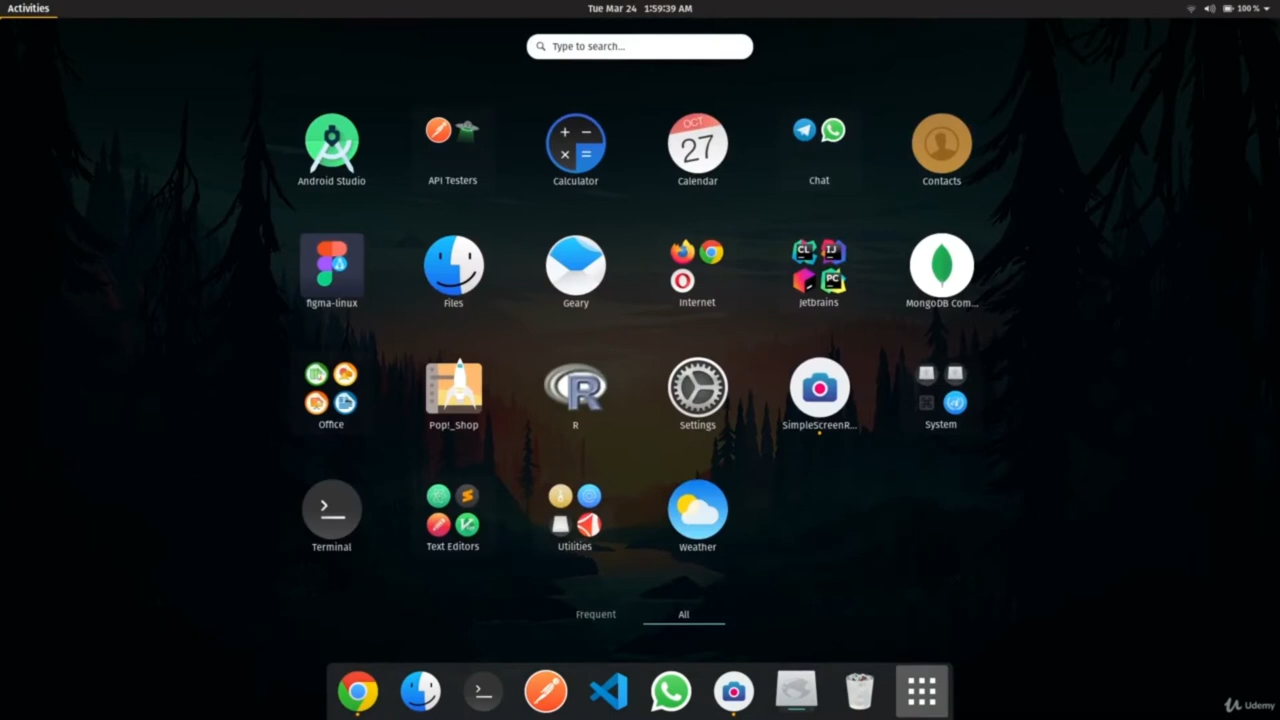 Activities
Tue Mar 24 1:59:39 AM
100 %
Type to search...
Android Studio
API Testers
Calculator
OCT
27
Calendar
Chat
Contacts
figma-linux
Files
Geary
Internet
CL
IJ
PC
Jetbrains
MongoDB Com...
Office
Pop!_Shop
R
R
Settings
SimpleScreenR...
System
Terminal
Text Editors
Utilities
Weather
Frequent
All
Udemy